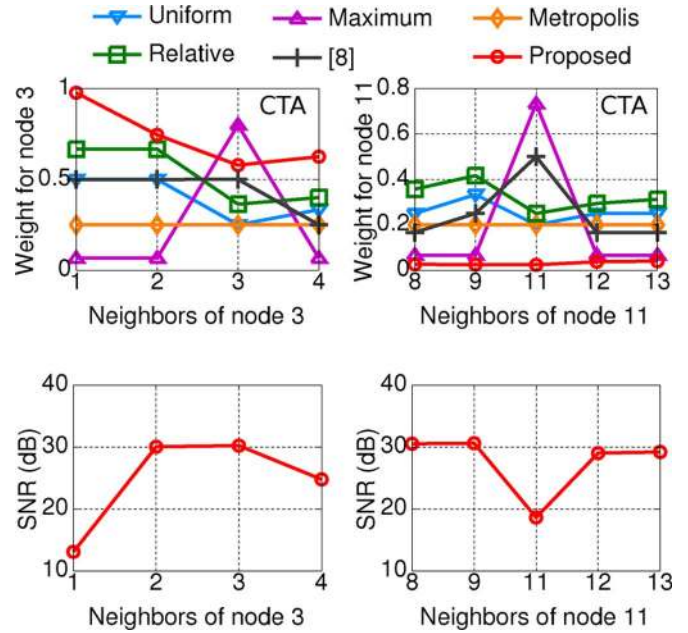 Uniform
Maximum
Metropolis
Relative
[8]
Proposed
Weight for node 3
1
0.5
0
CTA
1 2 3 4
Neighbors of node 3
Weight for node 11
0.8
0.6
0.4
0.2
0
CTA
8 9 11 12 13
Neighbors of node 11
SNR (dB)
40
30
20
10
1 2 3 4
Neighbors of node 3
SNR (dB)
40
30
20
10
8 9 11 12 13
Neighbors of node 11